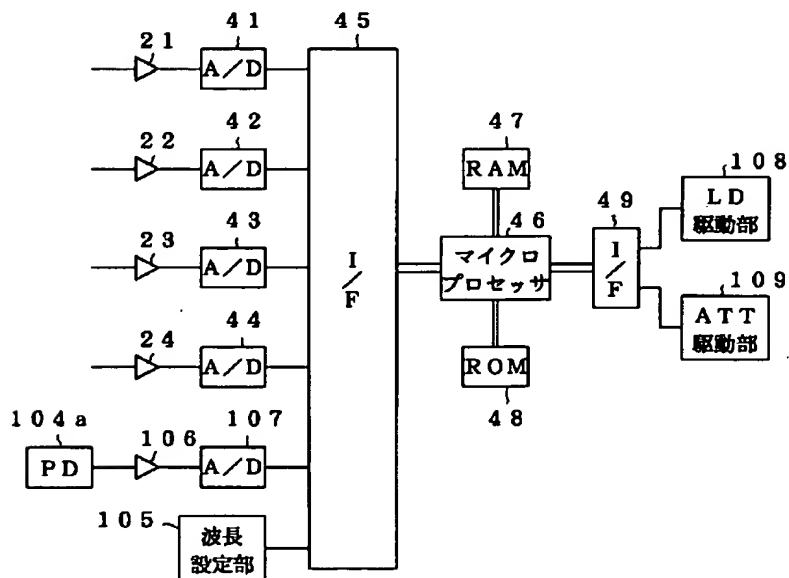 21
41
45
A/D
22
42
A/D
47
RAM
108
LD
駆動部
23
43
A/D
46
49
マイクロ
プロセッサ
I/F
I/F
109
ATT
駆動部
24
44
A/D
ROM
48
104a
106
107
PD
A/D
105
波長
設定部